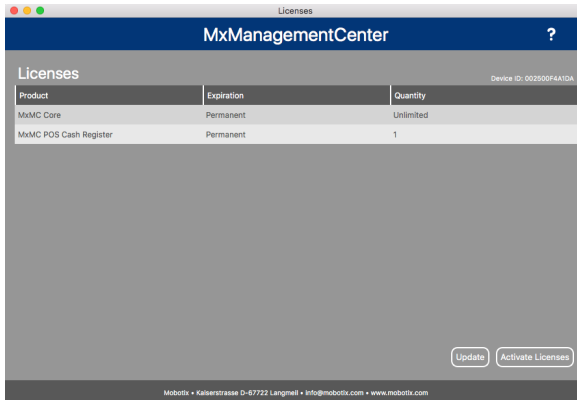 Licenses
MxManagementCenter ?
Licenses
Device ID: 002500F4A1DA
Product Expiration Quantity
MxMC Core Permanent Unlimited
MxMC POS Cash Register Permanent 1
Update Activate Licenses
Mobotix • Kaiserstrasse D-67722 Langmeil • info@mobotix.com • www.mobotix.com